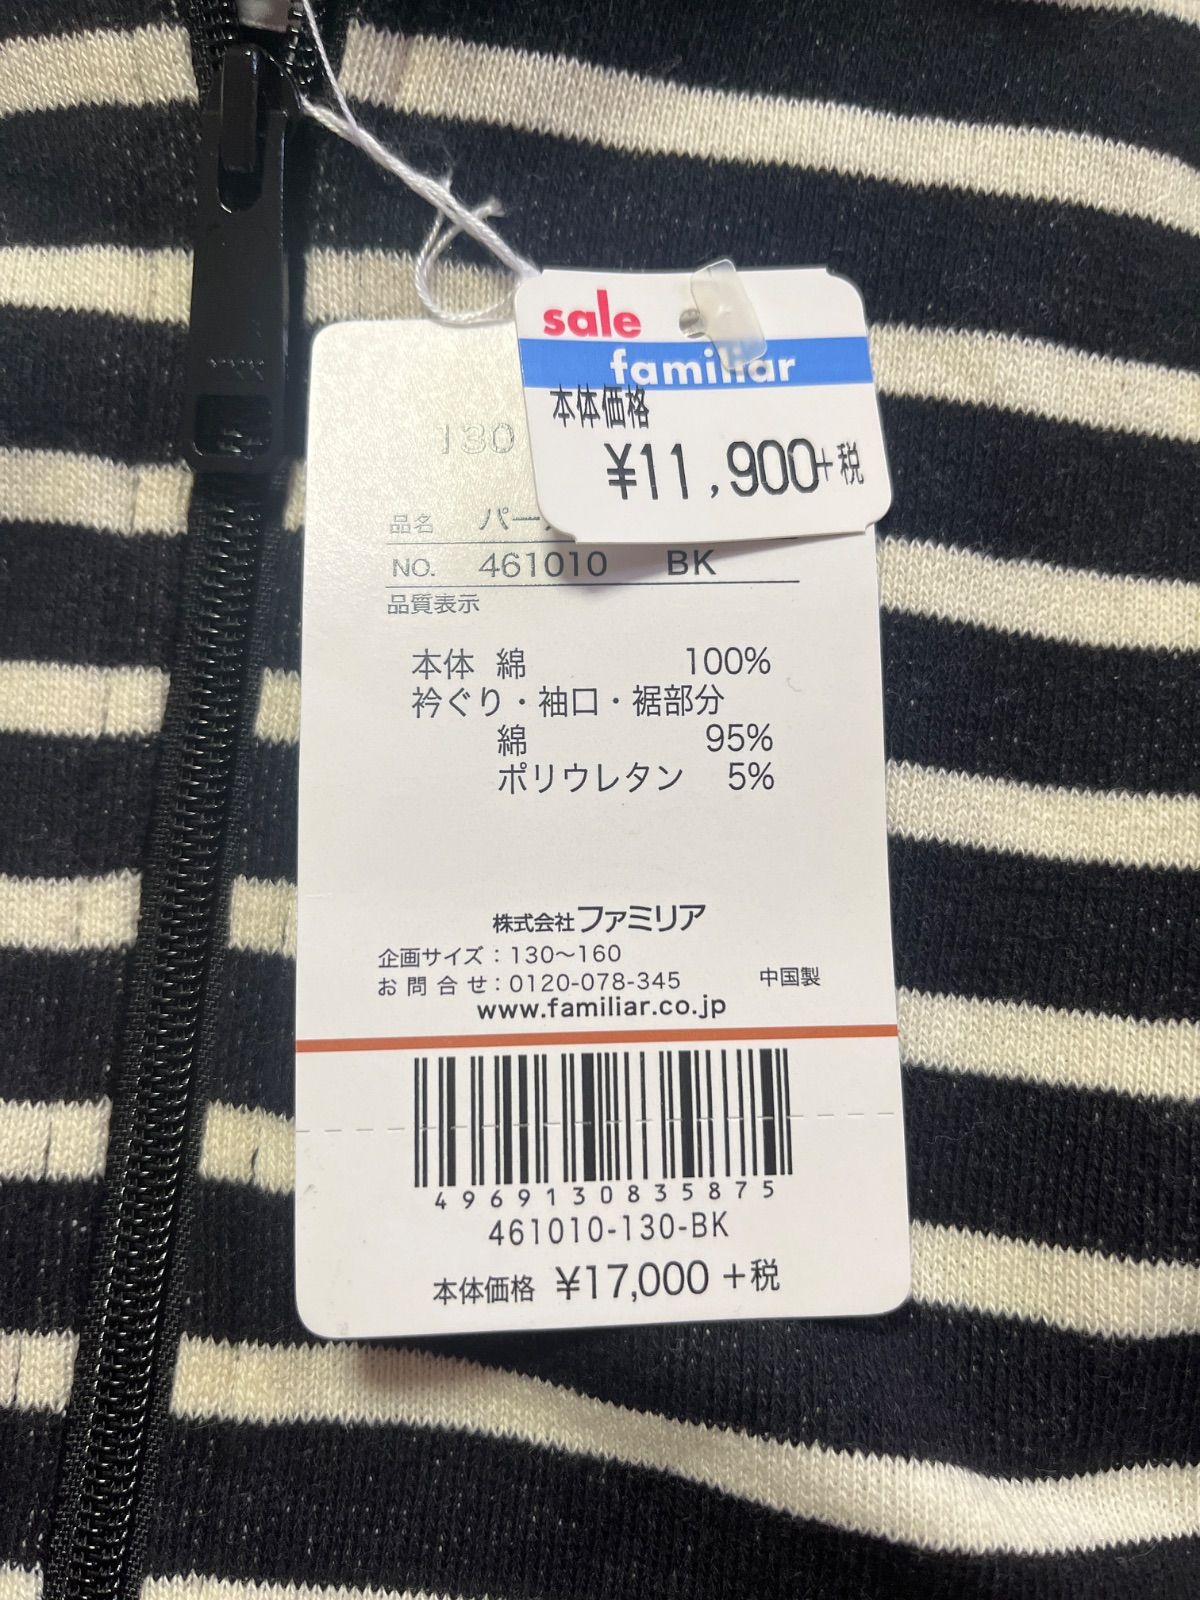 sale
familiar
本体価格
¥11,900+税
130
品名
NO. 461010 BK
品質表示
本体 綿 100%
衿ぐり・袖口・裾部分
綿 95%
ポリウレタン 5%
株式会社ファミリア
企画サイズ：130〜160
お問合せ：0120-078-345 中国製
www.familiar.co.jp
4969130835875
461010-130-BK
本体価格 ¥17,000 +税